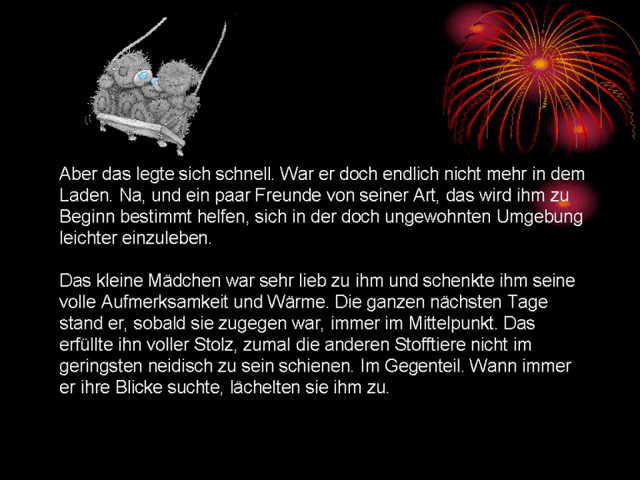 Aber das legte sich schnell. War er doch endlich nicht mehr in dem
Laden. Na, und ein paar Freunde von seiner Art, das wird ihm zu
Beginn bestimmt helfen, sich in der doch ungewohnten Umgebung
leichter einzuleben.
Das kleine Mädchen war sehr lieb zu ihm und schenkte ihm seine
volle Aufmerksamkeit und Wärme. Die ganzen nächsten Tage
stand er, sobald sie zugegen war, immer im Mittelpunkt. Das
erfüllte ihn voller Stolz, zumal die anderen Stofftiere nicht im
geringsten neidisch zu sein schienen. Im Gegenteil. Wann immer
er ihre Blicke suchte, lächelten sie ihm zu.